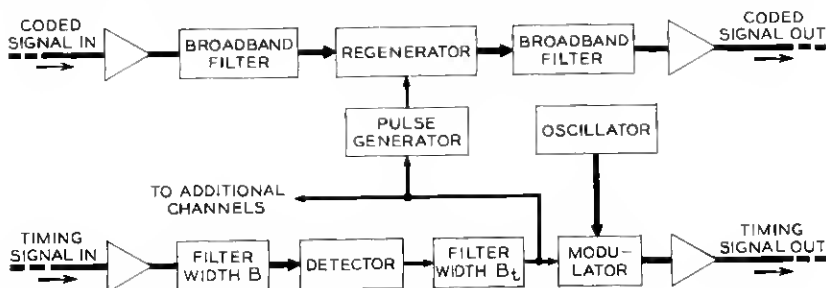 CODED
SIGNAL IN
BROADBAND
FILTER
REGENERATOR
BROADBAND
FILTER
CODED
SIGNAL OUT
PULSE
GENERATOR
OSCILLATOR
TO ADDITIONAL
CHANNELS
TIMING
SIGNAL IN
FILTER
WIDTH B
DETECTOR
FILTER
WIDTH Bt
MODU-
LATOR
TIMING
SIGNAL OUT